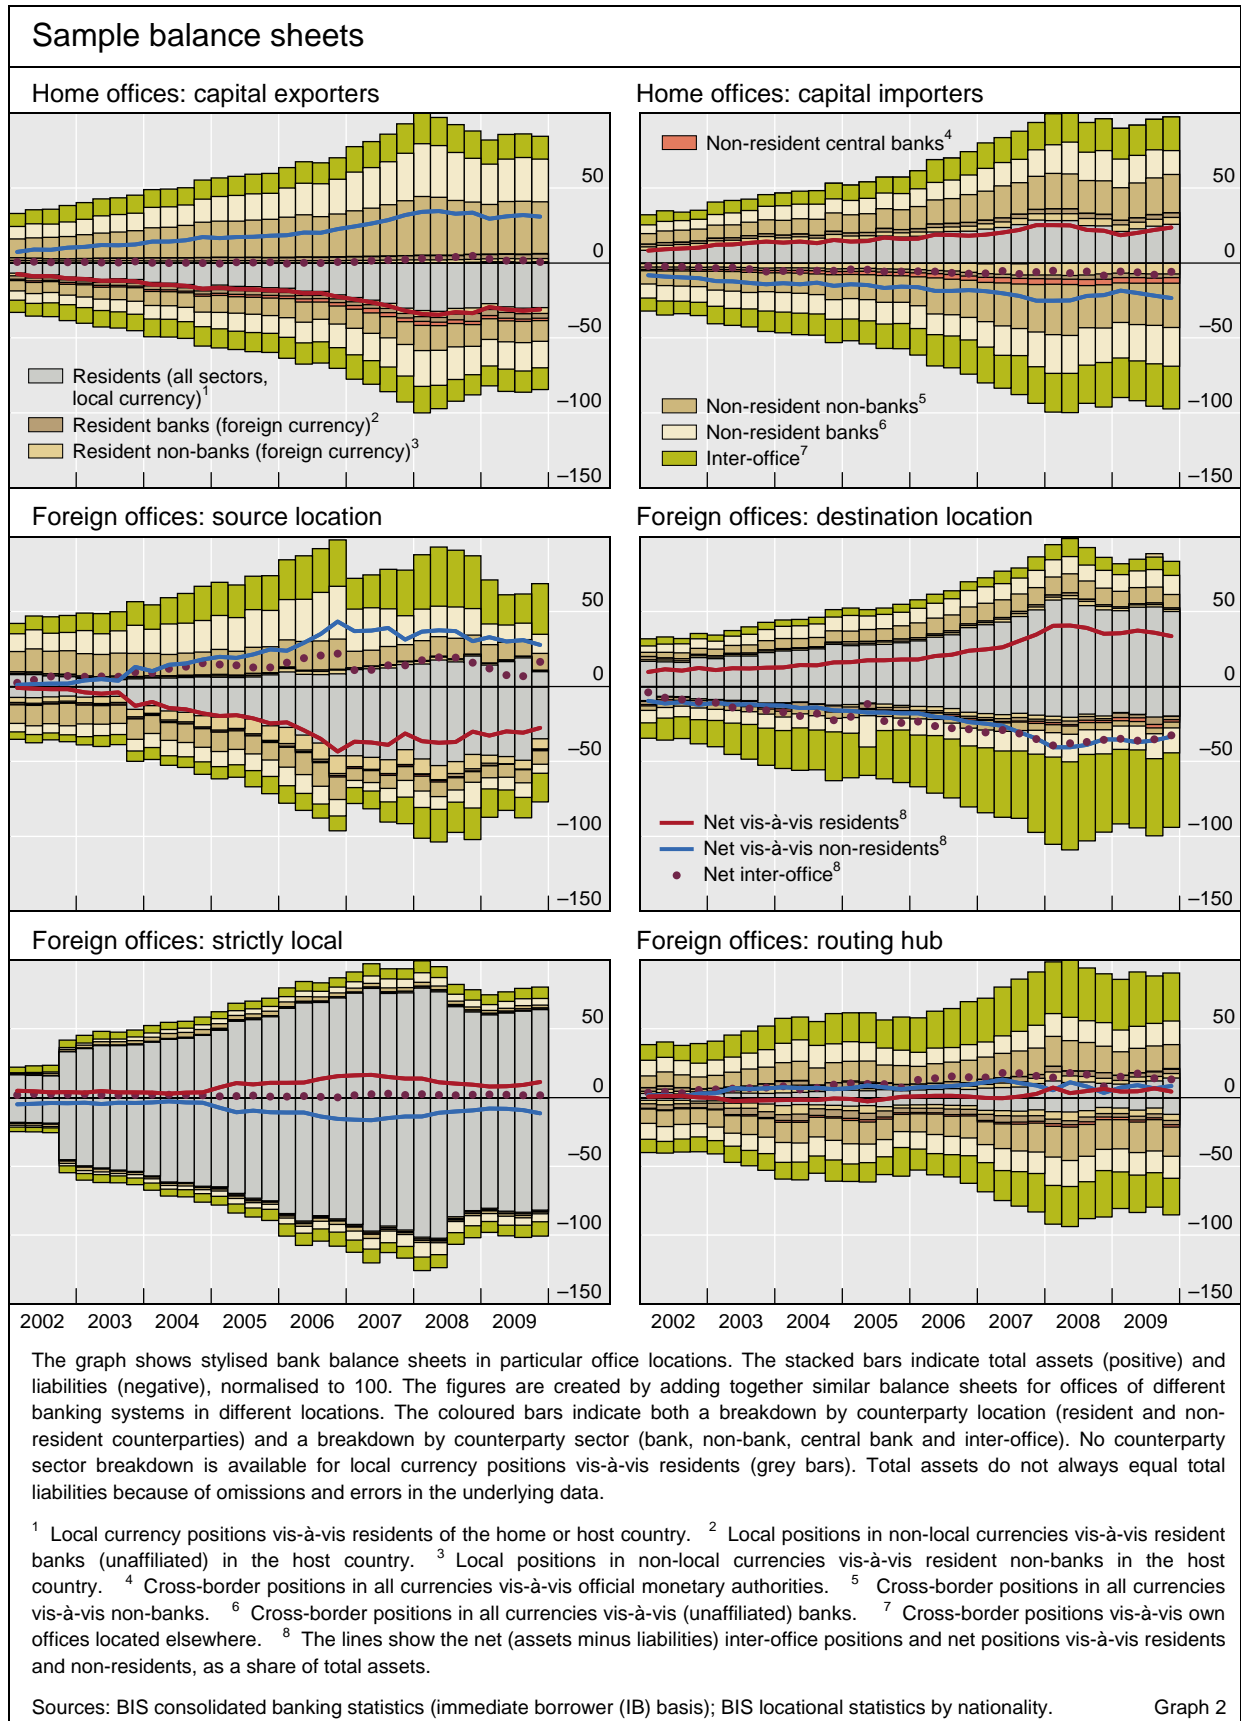 Sample balance sheets
Home offices: capital exporters
Home offices: capital importers
Non-resident central banks4
50
0
–50
–100
–150
Residents (all sectors,
local currency)1
Resident banks (foreign currency)2
Resident non-banks (foreign currency)3
50
0
–50
–100
–150
Non-resident non-banks5
Non-resident banks6
Inter-office7
Foreign offices: source location
Foreign offices: destination location
50
0
–50
–100
–150
50
0
–50
–100
–150
Net vis-à-vis residents8
Net vis-à-vis non-residents8
Net inter-office8
Foreign offices: strictly local
Foreign offices: routing hub
50
0
–50
–100
–150
50
0
–50
–100
–150
2002 2003 2004 2005 2006 2007 2008 2009
2002 2003 2004 2005 2006 2007 2008 2009
The graph shows stylised bank balance sheets in particular office locations. The stacked bars indicate total assets (positive) and
liabilities (negative), normalised to 100. The figures are created by adding together similar balance sheets for offices of different
banking systems in different locations. The coloured bars indicate both a breakdown by counterparty location (resident and non-
resident counterparties) and a breakdown by counterparty sector (bank, non-bank, central bank and inter-office). No counterparty
sector breakdown is available for local currency positions vis-à-vis residents (grey bars). Total assets do not always equal total
liabilities because of omissions and errors in the underlying data.
1 Local currency positions vis-à-vis residents of the home or host country. 2 Local positions in non-local currencies vis-à-vis resident
banks (unaffiliated) in the host country. 3 Local positions in non-local currencies vis-à-vis resident non-banks in the host
country. 4 Cross-border positions in all currencies vis-à-vis official monetary authorities. 5 Cross-border positions in all currencies
vis-à-vis non-banks. 6 Cross-border positions in all currencies vis-à-vis (unaffiliated) banks. 7 Cross-border positions vis-à-vis own
offices located elsewhere. 8 The lines show the net (assets minus liabilities) inter-office positions and net positions vis-à-vis residents
and non-residents, as a share of total assets.
Sources: BIS consolidated banking statistics (immediate borrower (IB) basis); BIS locational statistics by nationality. Graph 2